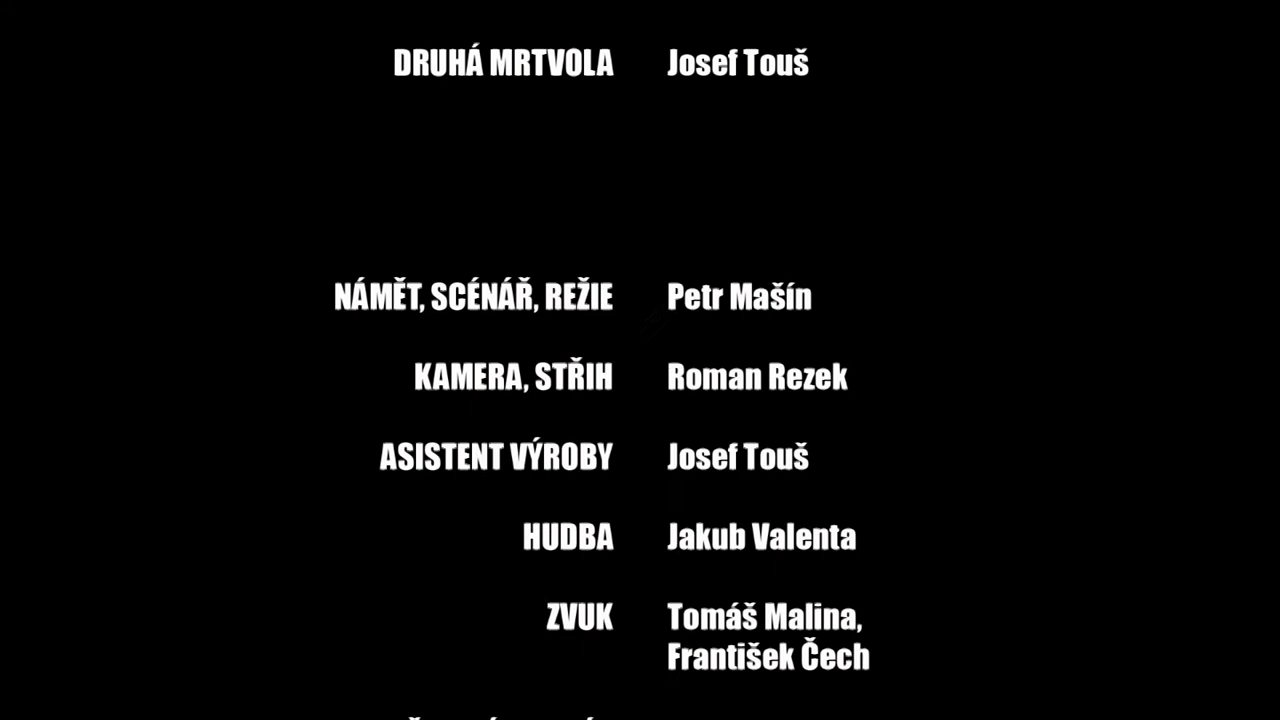 DRUHÁ MRTVOLA Josef Touš
NÁMĚT, SCÉNÁŘ, REŽIE Petr Mašín
KAMERA, STŘIH Roman Rezek
ASISTENT VÝROBY Josef Touš
HUDBA Jakub Valenta
ZVUK Tomáš Malina,
František Čech